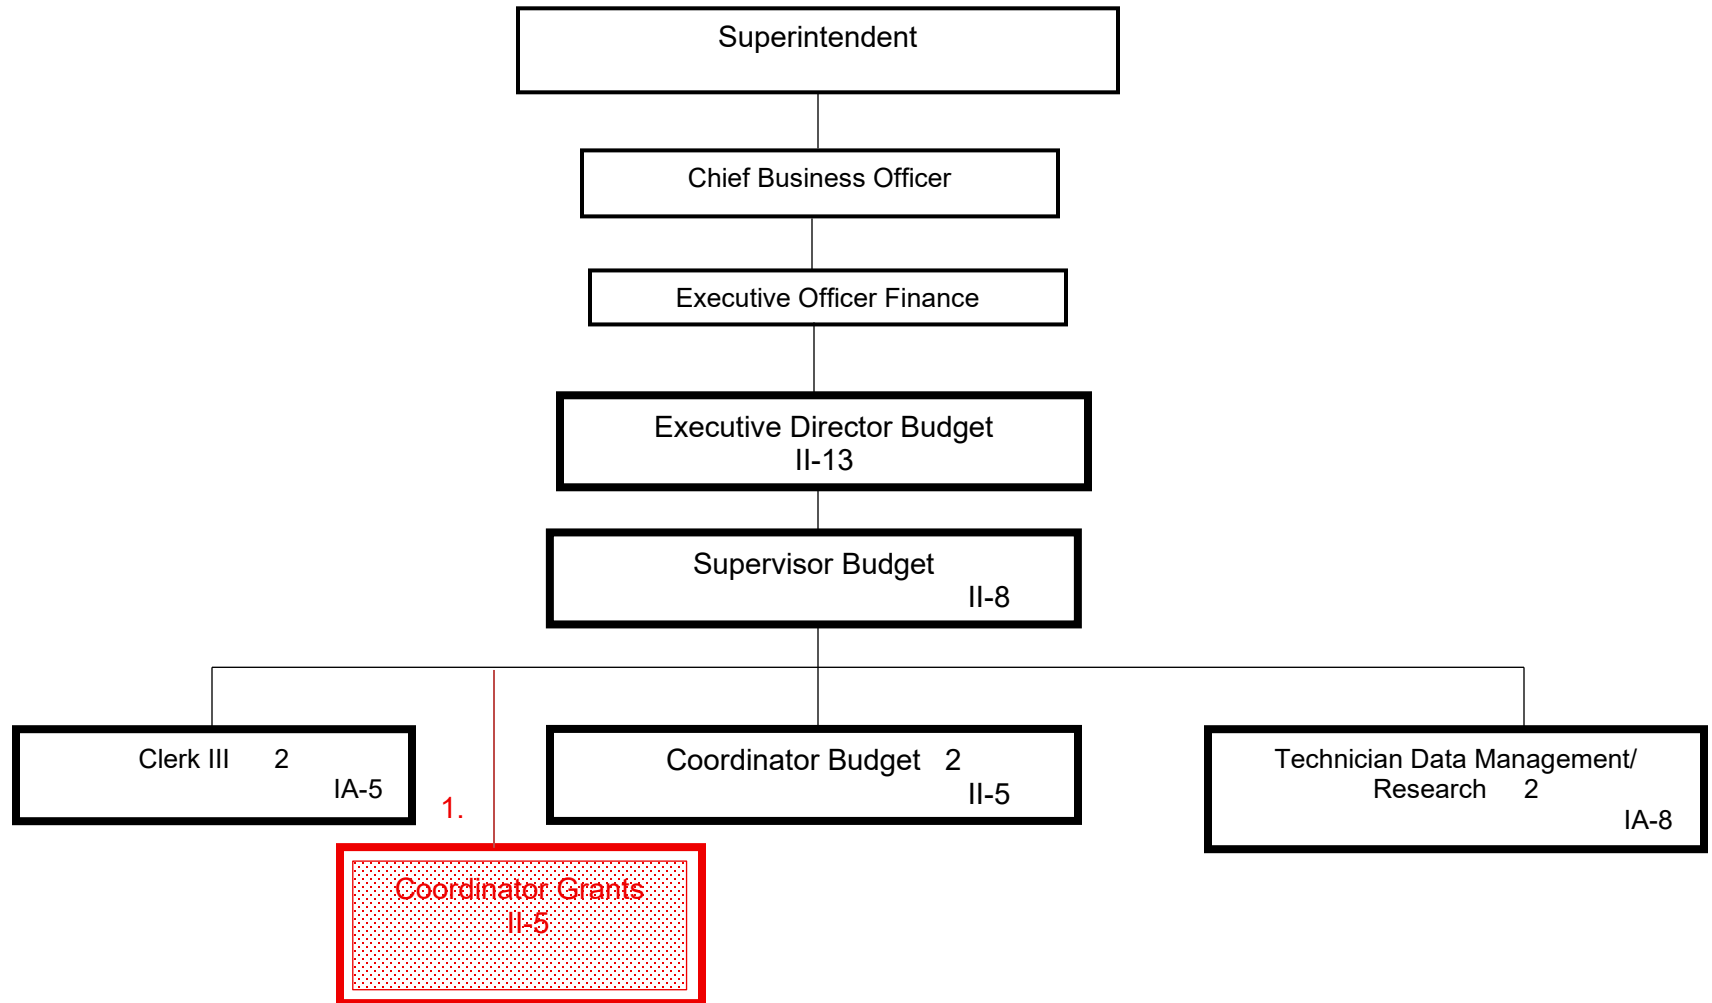 Superintendent
Chief Business Officer
Executive Officer Finance
Executive Director Budget
II-13
Supervisor Budget
II-8
Clerk III 2
IA-5
1.
Coordinator Budget 2
II-5
Technician Data Management/
Research 2
IA-8
Coordinator Grants
II-5